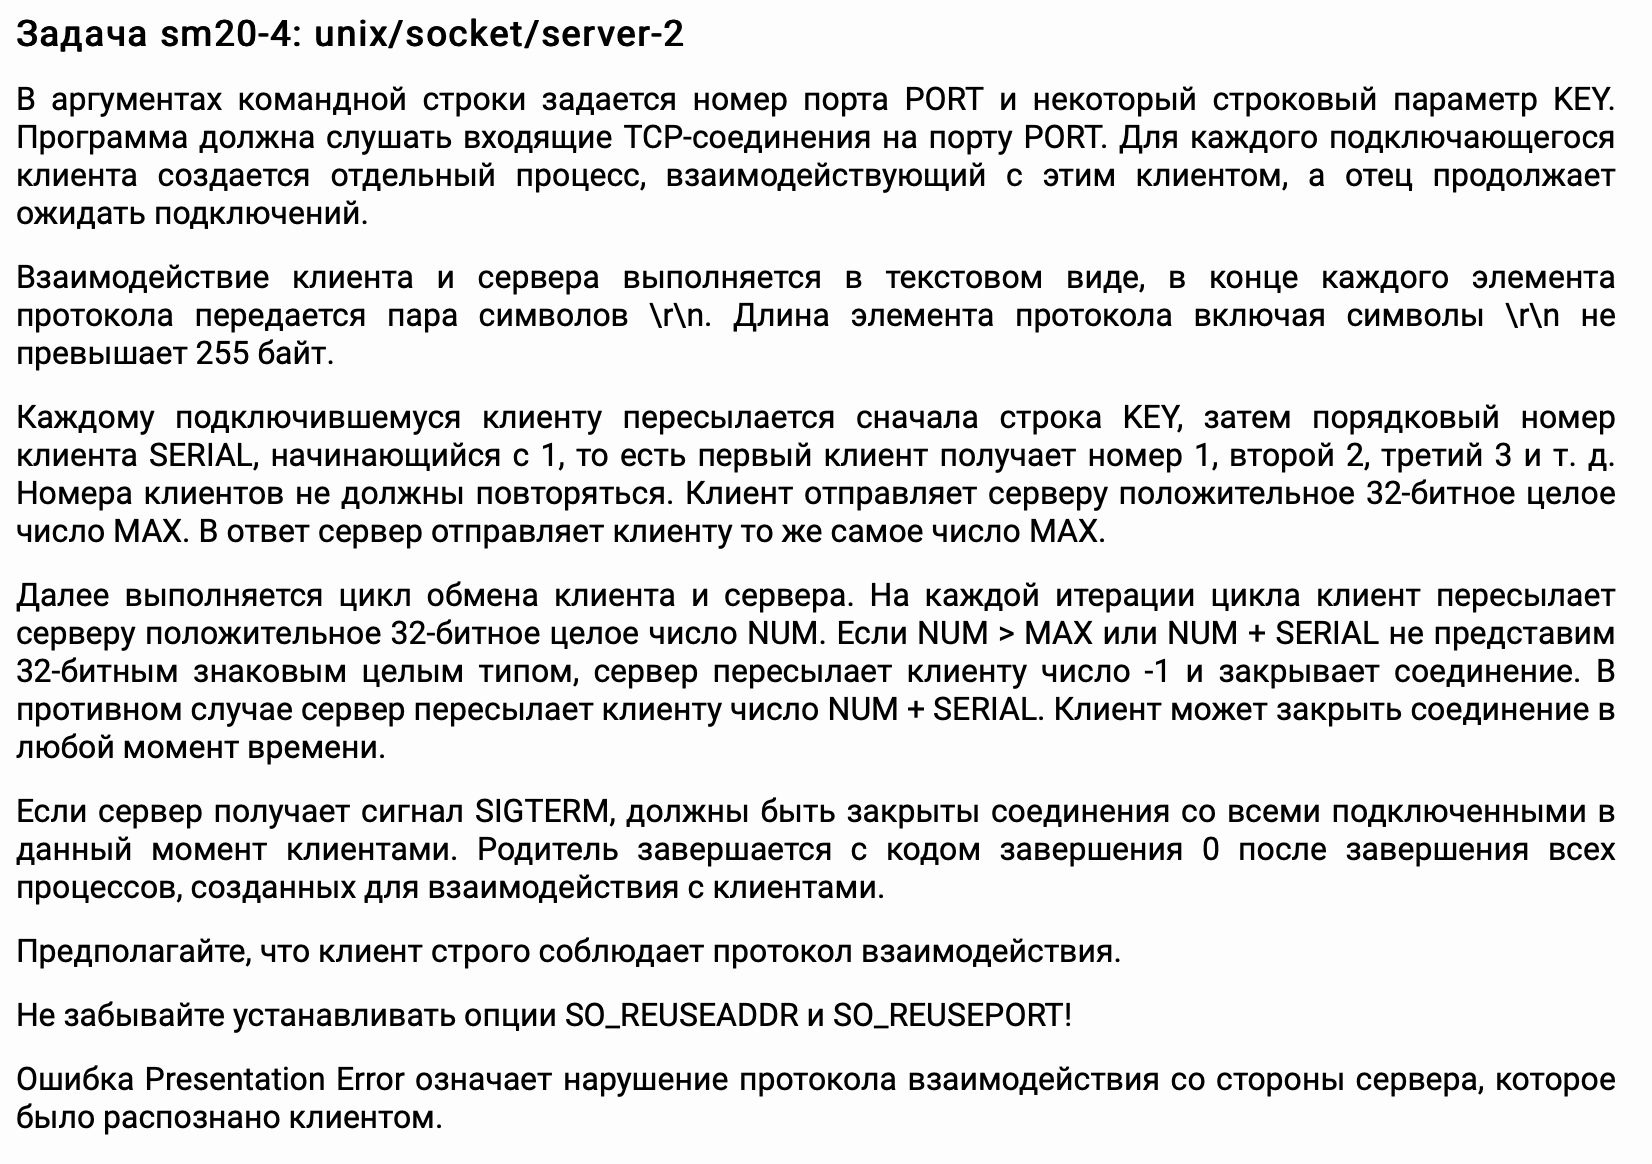 Задача sm20-4: unix/socket/server-2
В аргументах командной строки задается номер порта PORT и некоторый строковый параметр KEY.
Программа должна слушать входящие TCP-соединения на порту PORT. Для каждого подключающегося
клиента создается отдельный процесс, взаимодействующий с этим клиентом, а отец продолжает
ожидать подключений.
Взаимодействие клиента и сервера выполняется в текстовом виде, в конце каждого элемента
протокола передается пара символов \r\n. Длина элемента протокола включая символы \r\n не
превышает 255 байт.
Каждому подключившемуся клиенту пересылается сначала строка KEY, затем порядковый номер
клиента SERIAL, начинающийся с 1, то есть первый клиент получает номер 1, второй 2, третий 3 и т. д.
Номера клиентов не должны повторяться. Клиент отправляет серверу положительное 32-битное целое
число MAX. В ответ сервер отправляет клиенту то же самое число MAX.
Далее выполняется цикл обмена клиента и сервера. На каждой итерации цикла клиент пересылает
серверу положительное 32-битное целое число NUM. Если NUM > MAX или NUM + SERIAL не представим
32-битным знаковым целым типом, сервер пересылает клиенту число -1 и закрывает соединение. В
противном случае сервер пересылает клиенту число NUM + SERIAL. Клиент может закрыть соединение в
любой момент времени.
Если сервер получает сигнал SIGTERM, должны быть закрыты соединения со всеми подключенными в
данный момент клиентами. Родитель завершается с кодом завершения 0 после завершения всех
процессов, созданных для взаимодействия с клиентами.
Предполагайте, что клиент строго соблюдает протокол взаимодействия.
Не забывайте устанавливать опции SO_REUSEADDR и SO_REUSEPORT!
Ошибка Presentation Error означает нарушение протокола взаимодействия со стороны сервера, которое
было распознано клиентом.